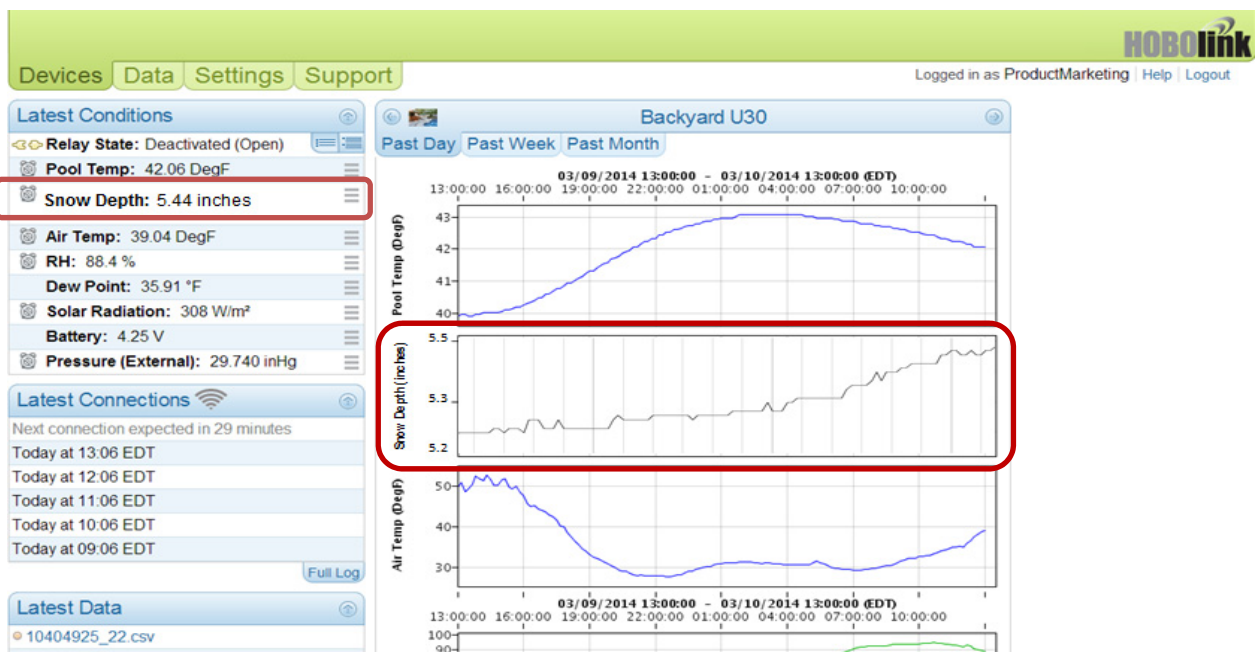 HOBOlink
Devices Data Settings Support
Logged in as ProductMarketing Help Logout
Latest Conditions
Relay State: Deactivated (Open)
Pool Temp: 42.06 DegF
Snow Depth: 5.44 inches
Air Temp: 39.04 DegF
RH: 88.4 %
Dew Point: 35.91 °F
Solar Radiation: 308 W/m²
Battery: 4.25 V
Pressure (External): 29.740 inHg
Latest Connections
Next connection expected in 29 minutes
Today at 13:06 EDT
Today at 12:06 EDT
Today at 11:06 EDT
Today at 10:06 EDT
Today at 09:06 EDT
Full Log
Latest Data
10404925_22.csv
Backyard U30
Past Day Past Week Past Month
03/09/2014 13:00:00 - 03/10/2014 13:00:00 (EDT)
13:00:00 16:00:00 19:00:00 22:00:00 01:00:00 04:00:00 07:00:00 10:00:00
Pool Temp (DegF)
43
42
41
40
Snow Depth (inches)
5.5
5.3
5.2
Air Temp (DegF)
50
40
30
03/09/2014 13:00:00 - 03/10/2014 13:00:00 (EDT)
13:00:00 16:00:00 19:00:00 22:00:00 01:00:00 04:00:00 07:00:00 10:00:00
100
90